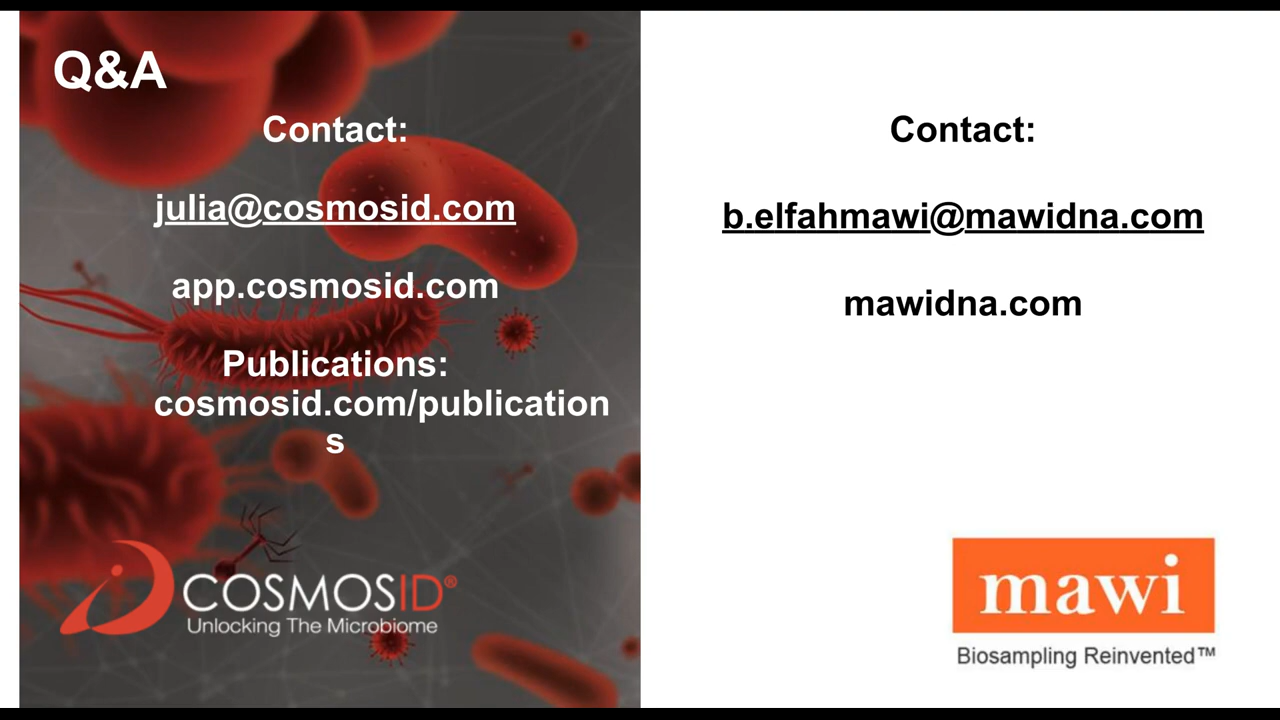 Q&A
Contact:
julia@cosmosid.com
app.cosmosid.com
Publications:
cosmosid.com/publication
s
COSMOSID®
Unlocking The Microbiome
Contact:
b.elfahmawi@mawidna.com
mawidna.com
mawi
Biosampling Reinvented™